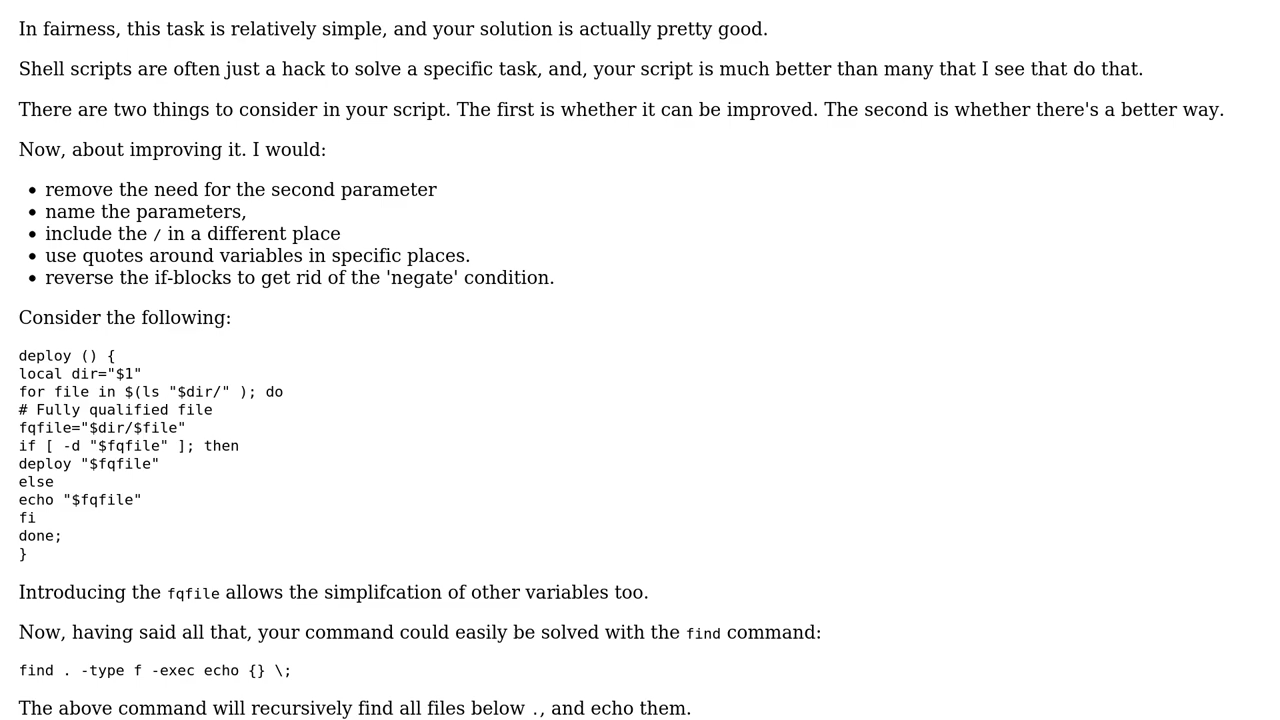 In fairness, this task is relatively simple, and your solution is actually pretty good.
Shell scripts are often just a hack to solve a specific task, and, your script is much better than many that I see that do that.
There are two things to consider in your script. The first is whether it can be improved. The second is whether there's a better way.
Now, about improving it. I would:
• remove the need for the second parameter
• name the parameters,
• include the / in a different place
• use quotes around variables in specific places.
• reverse the if-blocks to get rid of the 'negate' condition.
Consider the following:
deploy () {
local dir="$1"
for file in $(ls "$dir/" ); do
# Fully qualified file
fqfile="$dir/$file"
if [ -d "$fqfile" ]; then
deploy "$fqfile"
else
echo "$fqfile"
fi
done;
}
Introducing the fqfile allows the simplifcation of other variables too.
Now, having said all that, your command could easily be solved with the find command:
find . -type f -exec echo {} \;
The above command will recursively find all files below ., and echo them.